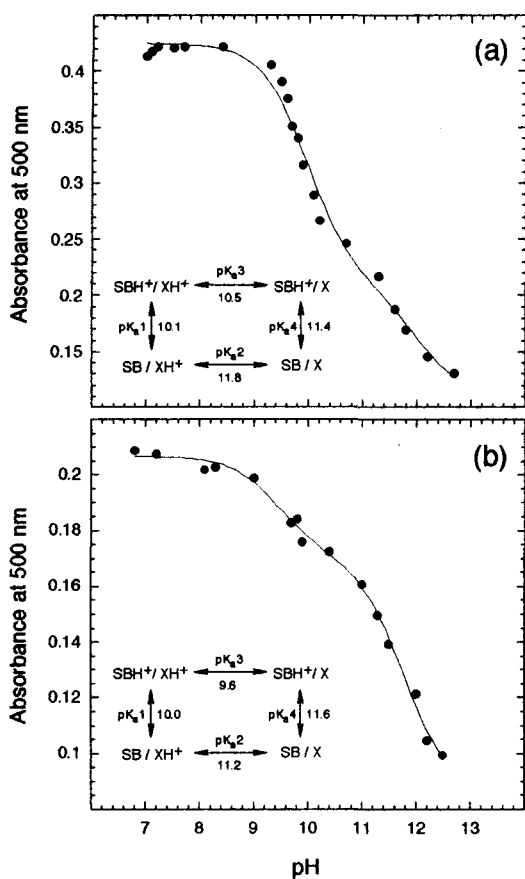 (a)
Absorbance at 500 nm
0.4
0.35
0.3
0.25
0.2
0.15
pKa3
SBH+/ XH+ SBH+/ X
10.5
pKa1 10.1 pKa4 11.4
pKa2
SB / XH+ SB / X
11.8
(b)
Absorbance at 500 nm
0.2
0.18
0.16
0.14
0.12
0.1
pKa3
SBH+/ XH+ SBH+/ X
9.6
pKa1 10.0 pKa4 11.6
pKa2
SB / XH+ SB / X
11.2
7 8 9 10 11 12 13
pH